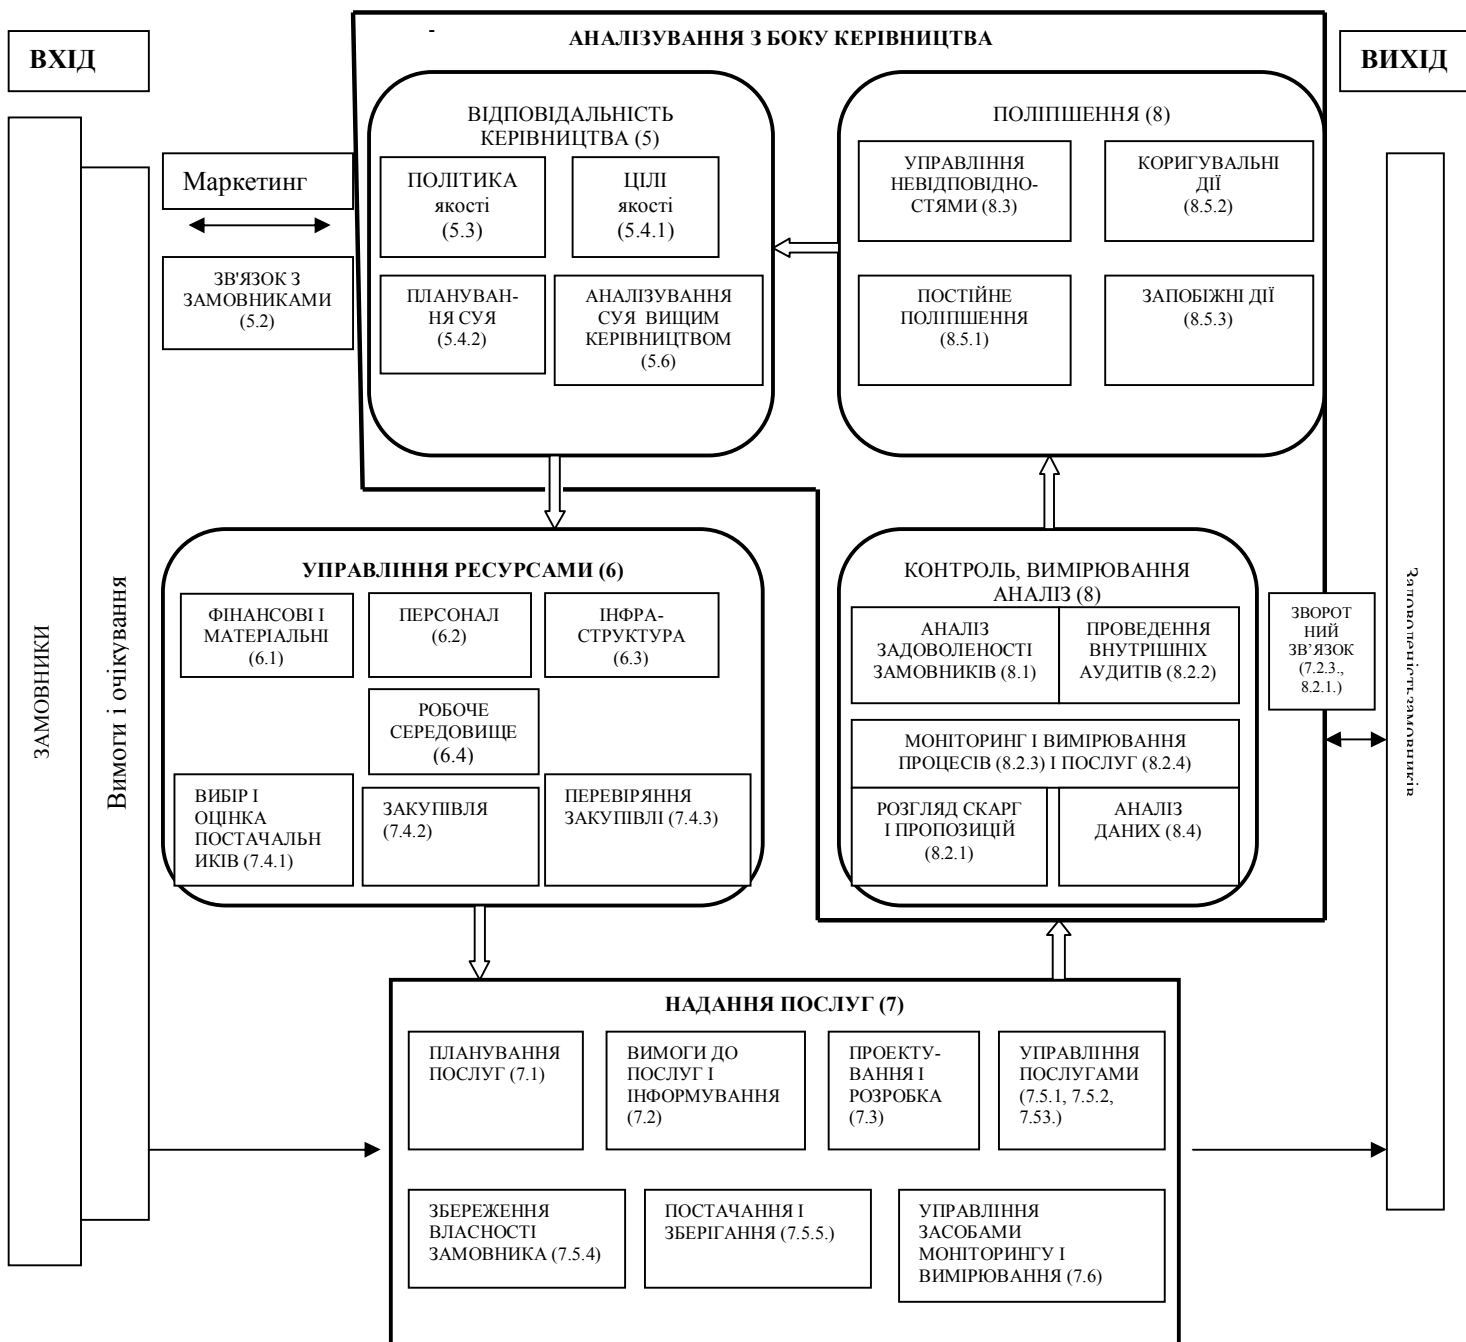 -
АНАЛІЗУВАННЯ З БОКУ КЕРІВНИЦТВА
ВХІД
ВИХІД
ЗАМОВНИКИ
Вимоги і очікування
Маркетинг
ЗВ'ЯЗОК З
ЗАМОВНИКАМИ
(5.2)
ВІДПОВІДАЛЬНІСТЬ
КЕРІВНИЦТВА (5)
ПОЛІТИКА
якості
(5.3)
ЦІЛІ
якості
(5.4.1)
ПЛАНУВАН-
НЯ СУЯ
(5.4.2)
АНАЛІЗУВАННЯ
СУЯ ВИЩИМ
КЕРІВНИЦТВОМ
(5.6)
ПОЛІПШЕННЯ (8)
УПРАВЛІННЯ
НЕВІДПОВІДНО-
СТЯМИ (8.3)
КОРИГУВАЛЬНІ
ДІЇ
(8.5.2)
ПОСТІЙНЕ
ПОЛІПШЕННЯ
(8.5.1)
ЗАПОБІЖНІ ДІЇ
(8.5.3)
УПРАВЛІННЯ РЕСУРСАМИ (6)
ФІНАНСОВІ І
МАТЕРІАЛЬНІ
(6.1)
ПЕРСОНАЛ
(6.2)
ІНФРА-
СТРУКТУРА
(6.3)
РОБОЧЕ
СЕРЕДОВИЩЕ
(6.4)
ВИБІР І
ОЦІНКА
ПОСТАЧАЛЬН
ИКІВ (7.4.1)
ЗАКУПІВЛЯ
(7.4.2)
ПЕРЕВІРЯННЯ
ЗАКУПІВЛІ (7.4.3)
КОНТРОЛЬ, ВИМІРЮВАННЯ
АНАЛІЗ (8)
АНАЛІЗ
ЗАДОВОЛЕНОСТІ
ЗАМОВНИКІВ (8.1)
ПРОВЕДЕННЯ
ВНУТРІШНІХ
АУДИТІВ (8.2.2)
МОНІТОРИНГ І ВИМІРЮВАННЯ
ПРОЦЕСІВ (8.2.3) І ПОСЛУГ (8.2.4)
РОЗГЛЯД СКАРГ
І ПРОПОЗИЦІЙ
(8.2.1)
АНАЛІЗ
ДАНИХ (8.4)
ЗВОРОТ
НИЙ
ЗВ’ЯЗОК
(7.2.3.,
8.2.1.)
Задоволеність замовників
НАДАННЯ ПОСЛУГ (7)
ПЛАНУВАННЯ
ПОСЛУГ (7.1)
ВИМОГИ ДО
ПОСЛУГ І
ІНФОРМУВАННЯ
(7.2)
ПРОЕКТУ-
ВАННЯ І
РОЗРОБКА
(7.3)
УПРАВЛІННЯ
ПОСЛУГАМИ
(7.5.1, 7.5.2,
7.53.)
ЗБЕРЕЖЕННЯ
ВЛАСНОСТІ
ЗАМОВНИКА (7.5.4)
ПОСТАЧАННЯ І
ЗБЕРІГАННЯ (7.5.5.)
УПРАВЛІННЯ
ЗАСОБАМИ
МОНІТОРИНГУ І
ВИМІРЮВАННЯ (7.6)